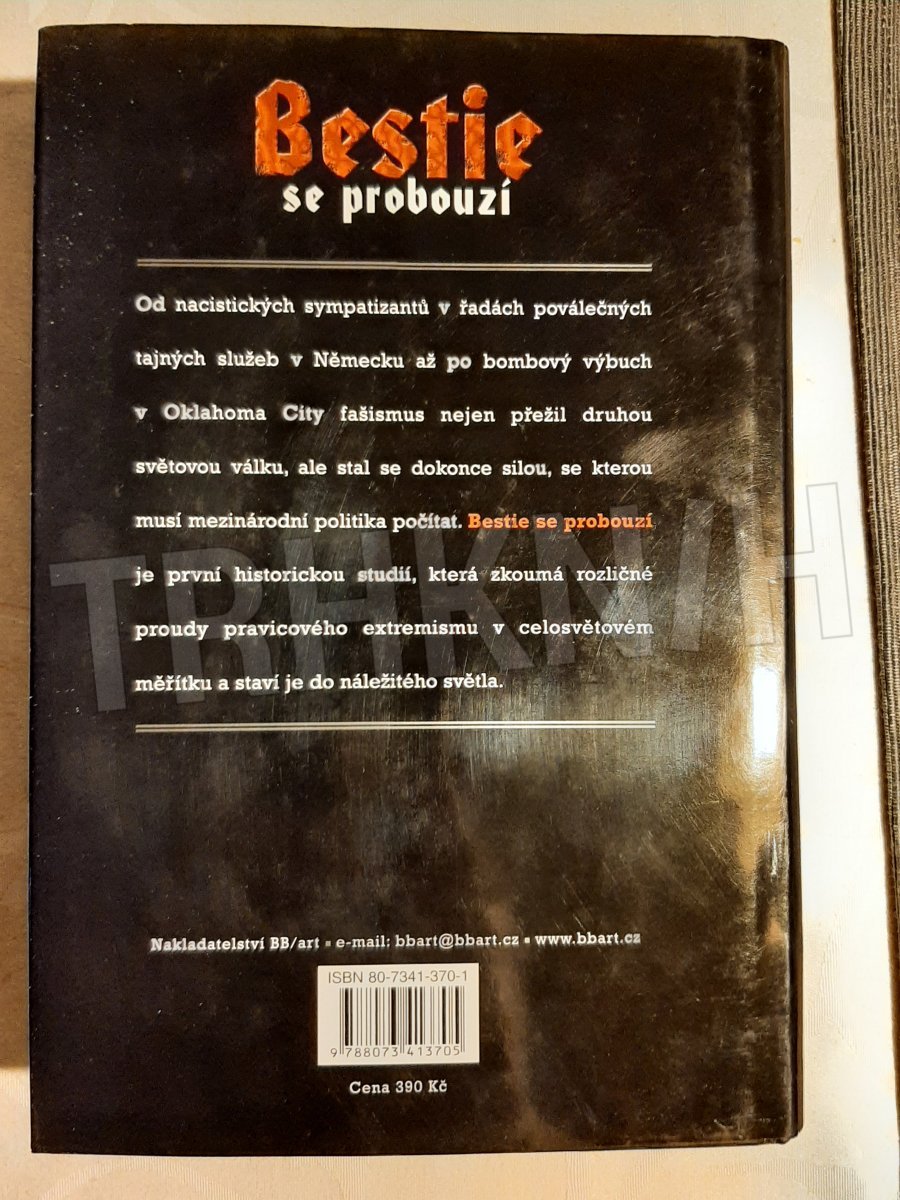 Bestie
se probouzí
Od nacistických sympatizantů v řadách poválečných
tajných služeb v Německu až po bombový výbuch
v Oklahoma City fašismus nejen přežil druhou
světovou válku, ale stal se dokonce silou, se kterou
musí mezinárodní politika počítat. Bestie se probouzí
je první historickou studií, která zkoumá rozličné
proudy pravicového extremismu v celosvětovém
měřítku a staví je do náležitého světla.
TRHKNIH
Nakladatelství BB/art ▪ e-mail: bbart@bbart.cz ▪ www.bbart.cz
ISBN 80-7341-370-1
9 788073 413705
Cena 390 Kč